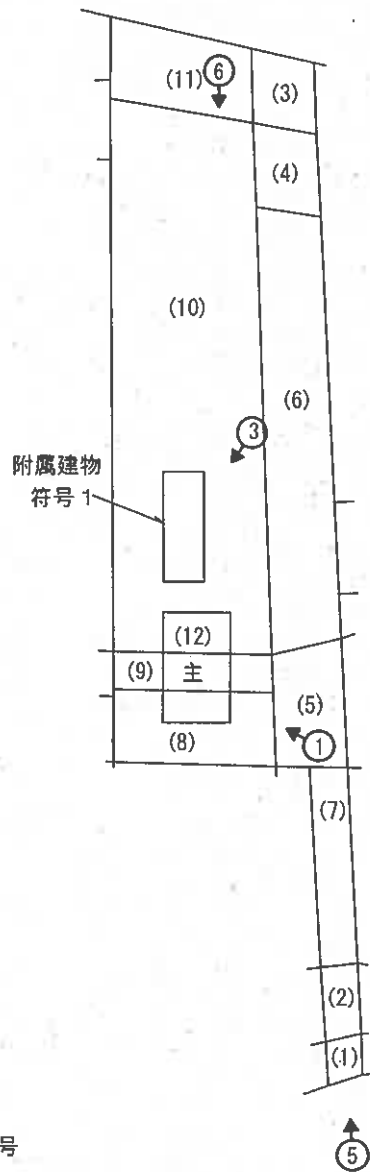 (11) ⑥ (3)
(4)
(10)
(6)
③
附属建物
符号 1
(12)
(9) 主
(5)
(8) ①
(7)
(2)
(1)
号
⑤